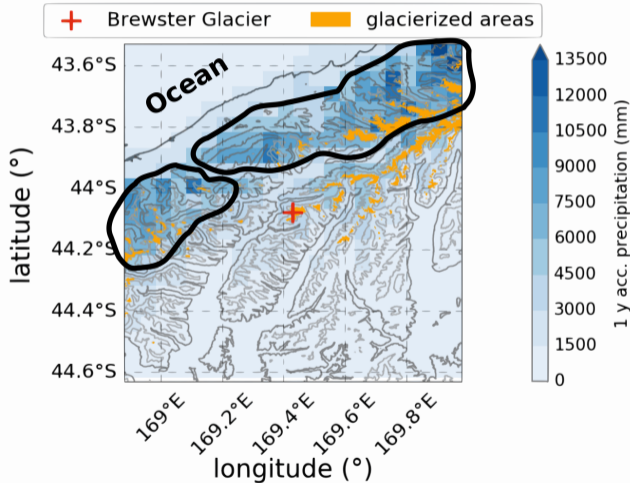 Brewster Glacier
glacierized areas
Ocean
43.6°S
43.8°S
44°S
44.2°S
44.4°S
44.6°S
latitude (°)
169°E
169.2°E
169.4°E
169.6°E
169.8°E
longitude (°)
13500
12000
10500
9000
7500
6000
4500
3000
1500
0
1 y acc. precipitation (mm)